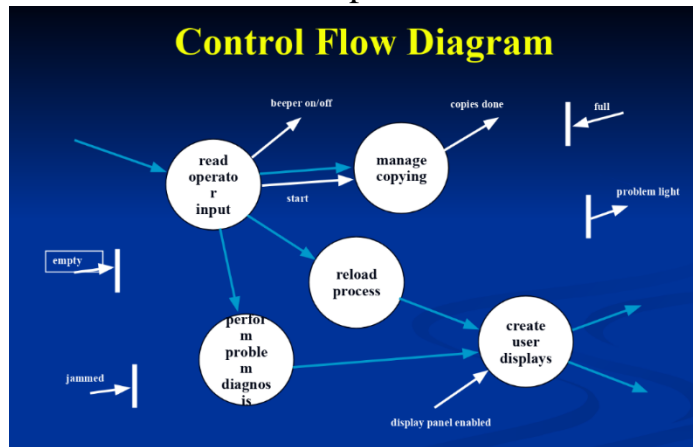 Control Flow Diagram
beeper on/off
copies done
full
read
operato
r
input
manage
copying
start
problem light
empty
reload
process
perform
m
proble
m
diagnos
is
create
user
displays
jammed
display panel enabled